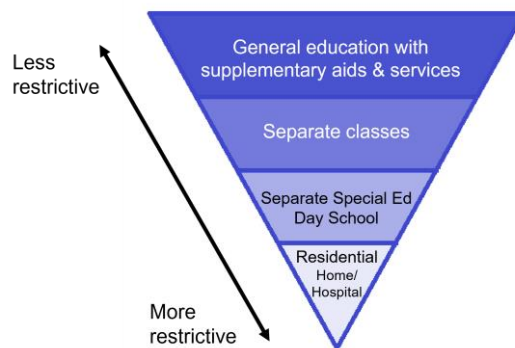 Less
restrictive
General education with
supplementary aids & services
Separate classes
Separate Special Ed
Day School
Residential
Home/
Hospital
More
restrictive